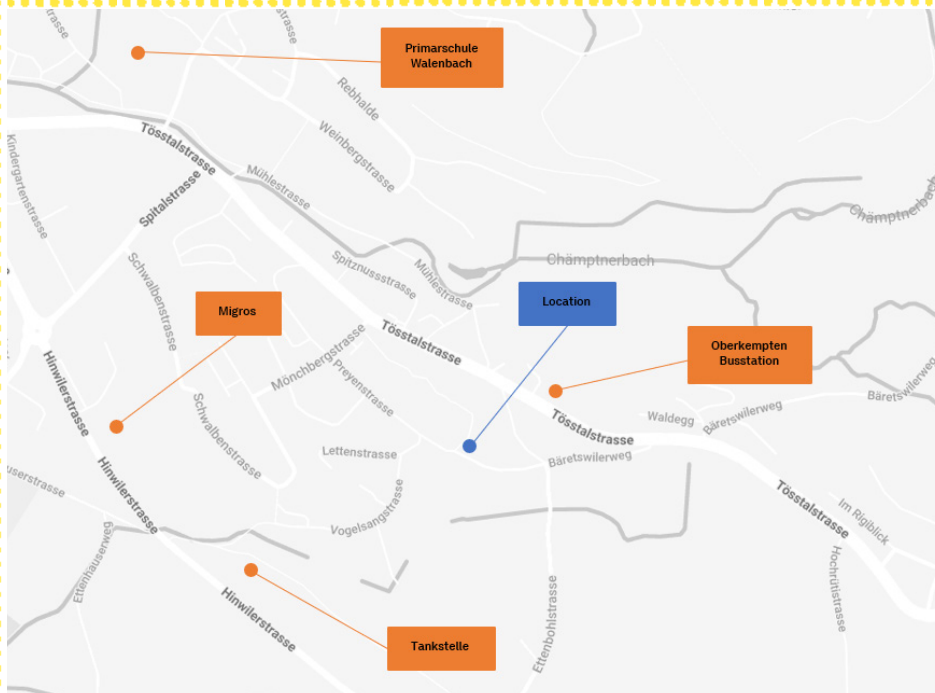 Primarschule
Walenbach
Rebhalde
Weinbergstrasse
Tösstalstrasse
Kindergartenstrasse
Mühlestrasse
Spitalstrasse
Chämptnerbach
Chämptnerbach
Schwalbenstrasse
Spitznussstrasse
Mühlestrasse
Location
Migros
Tösstalstrasse
Oberkempten
Busstation
Mönchbergstrasse
Preyenstrasse
Hinwilerstrasse
Bäretswilerweg
Schwalbenstrasse
Waldegg
Bäretswilerweg
Tösstalstrasse
Lettenstrasse
Bäretswilerweg
Hinwilerstrasse
Vogelsangstrasse
Tösstalstrasse
Im Rigiblick
Ettenhauserweg
Hochrütistrasse
Hinwilerstrasse
Ettenbohlstrasse
Tankstelle